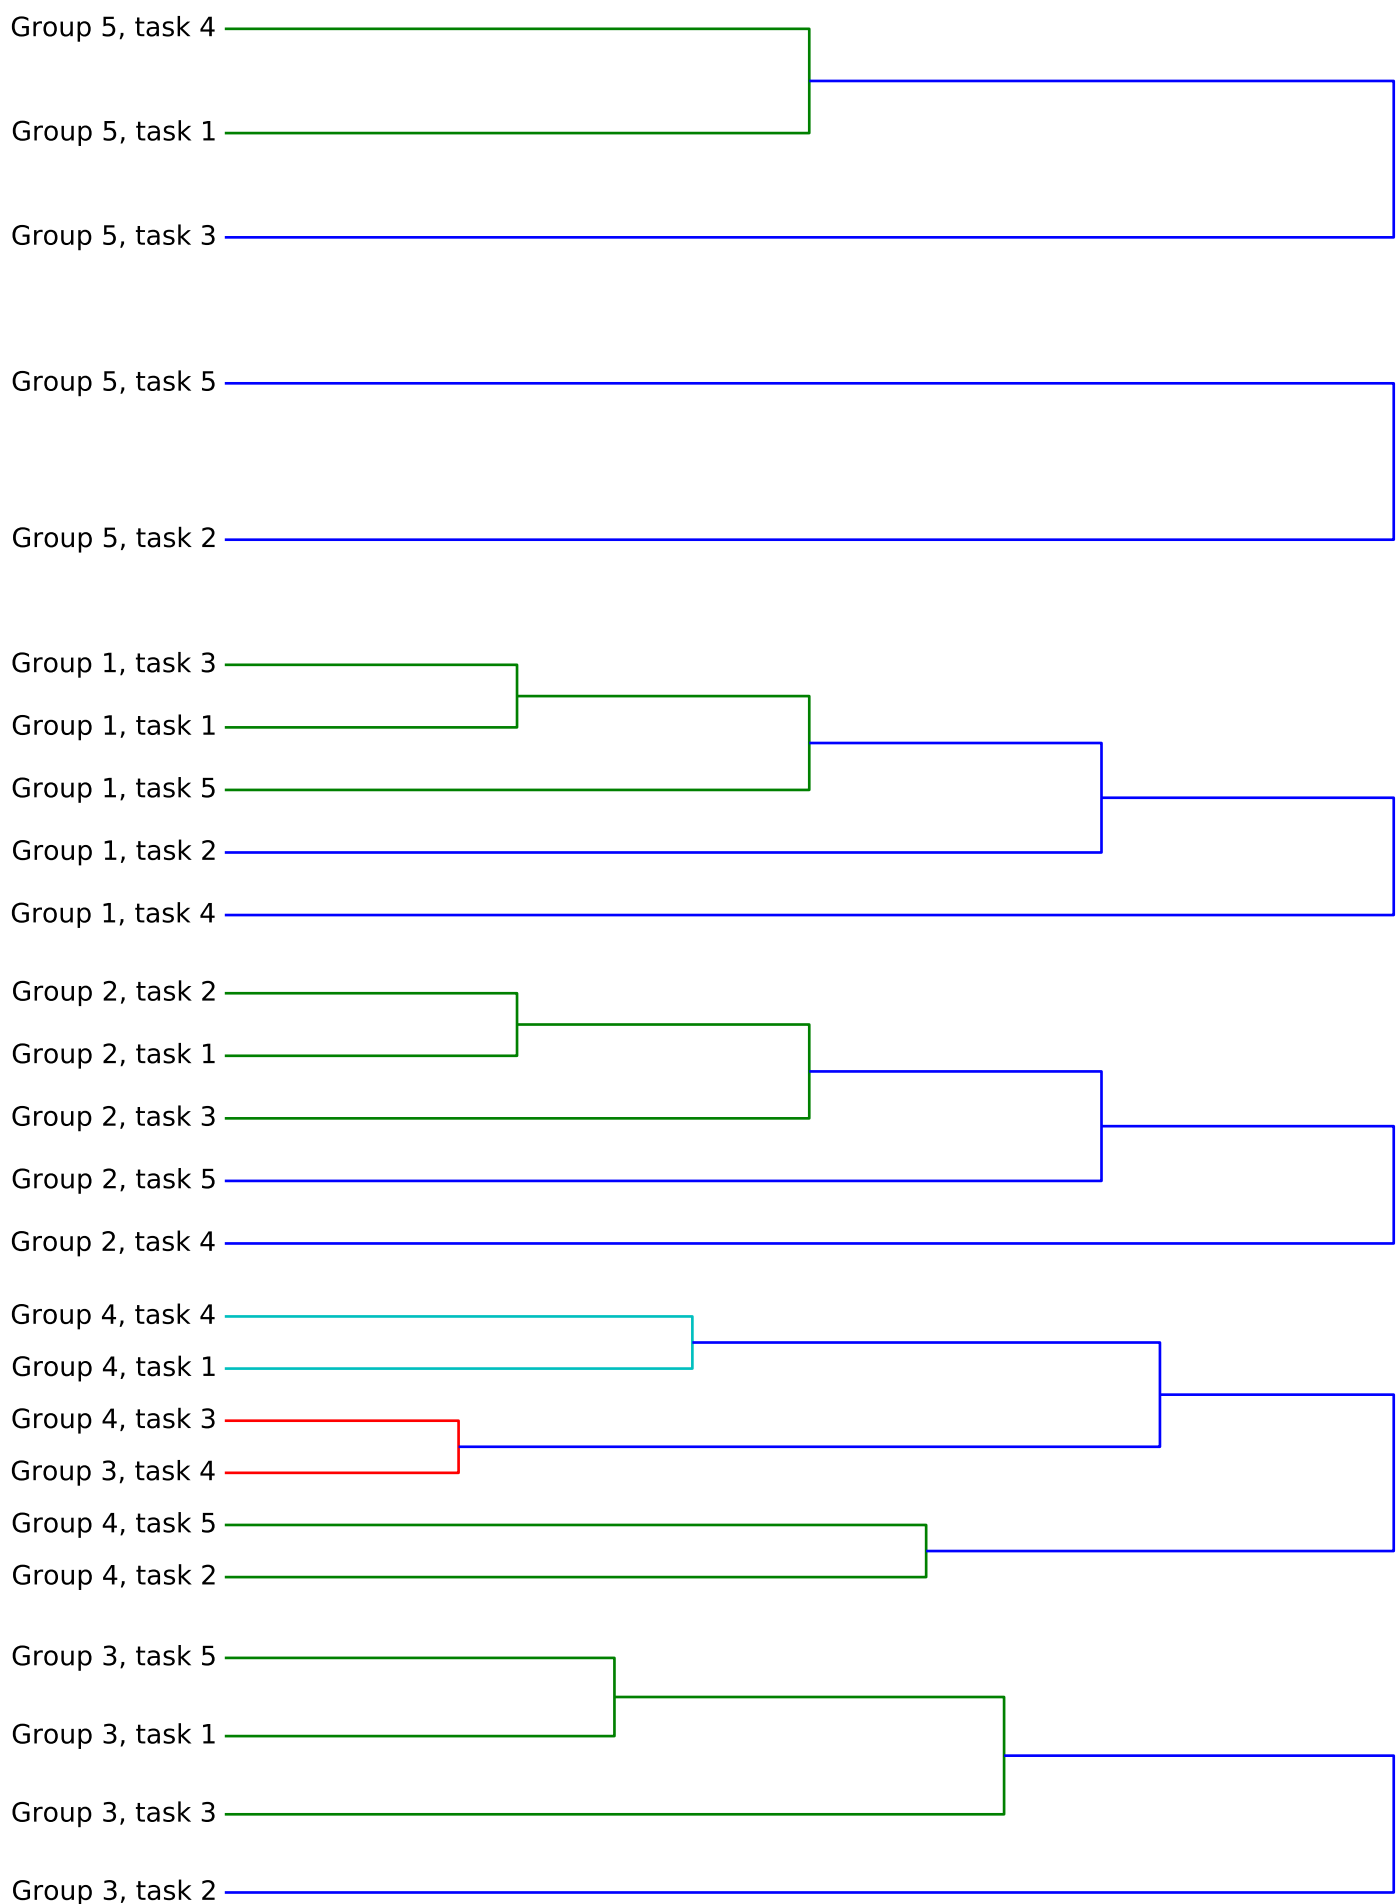 Group 5, task 4
Group 5, task 1
Group 5, task 3
Group 5, task 5
Group 5, task 2
Group 1, task 3
Group 1, task 1
Group 1, task 5
Group 1, task 2
Group 1, task 4
Group 2, task 2
Group 2, task 1
Group 2, task 3
Group 2, task 5
Group 2, task 4
Group 4, task 4
Group 4, task 1
Group 4, task 3
Group 3, task 4
Group 4, task 5
Group 4, task 2
Group 3, task 5
Group 3, task 1
Group 3, task 3
Group 3, task 2